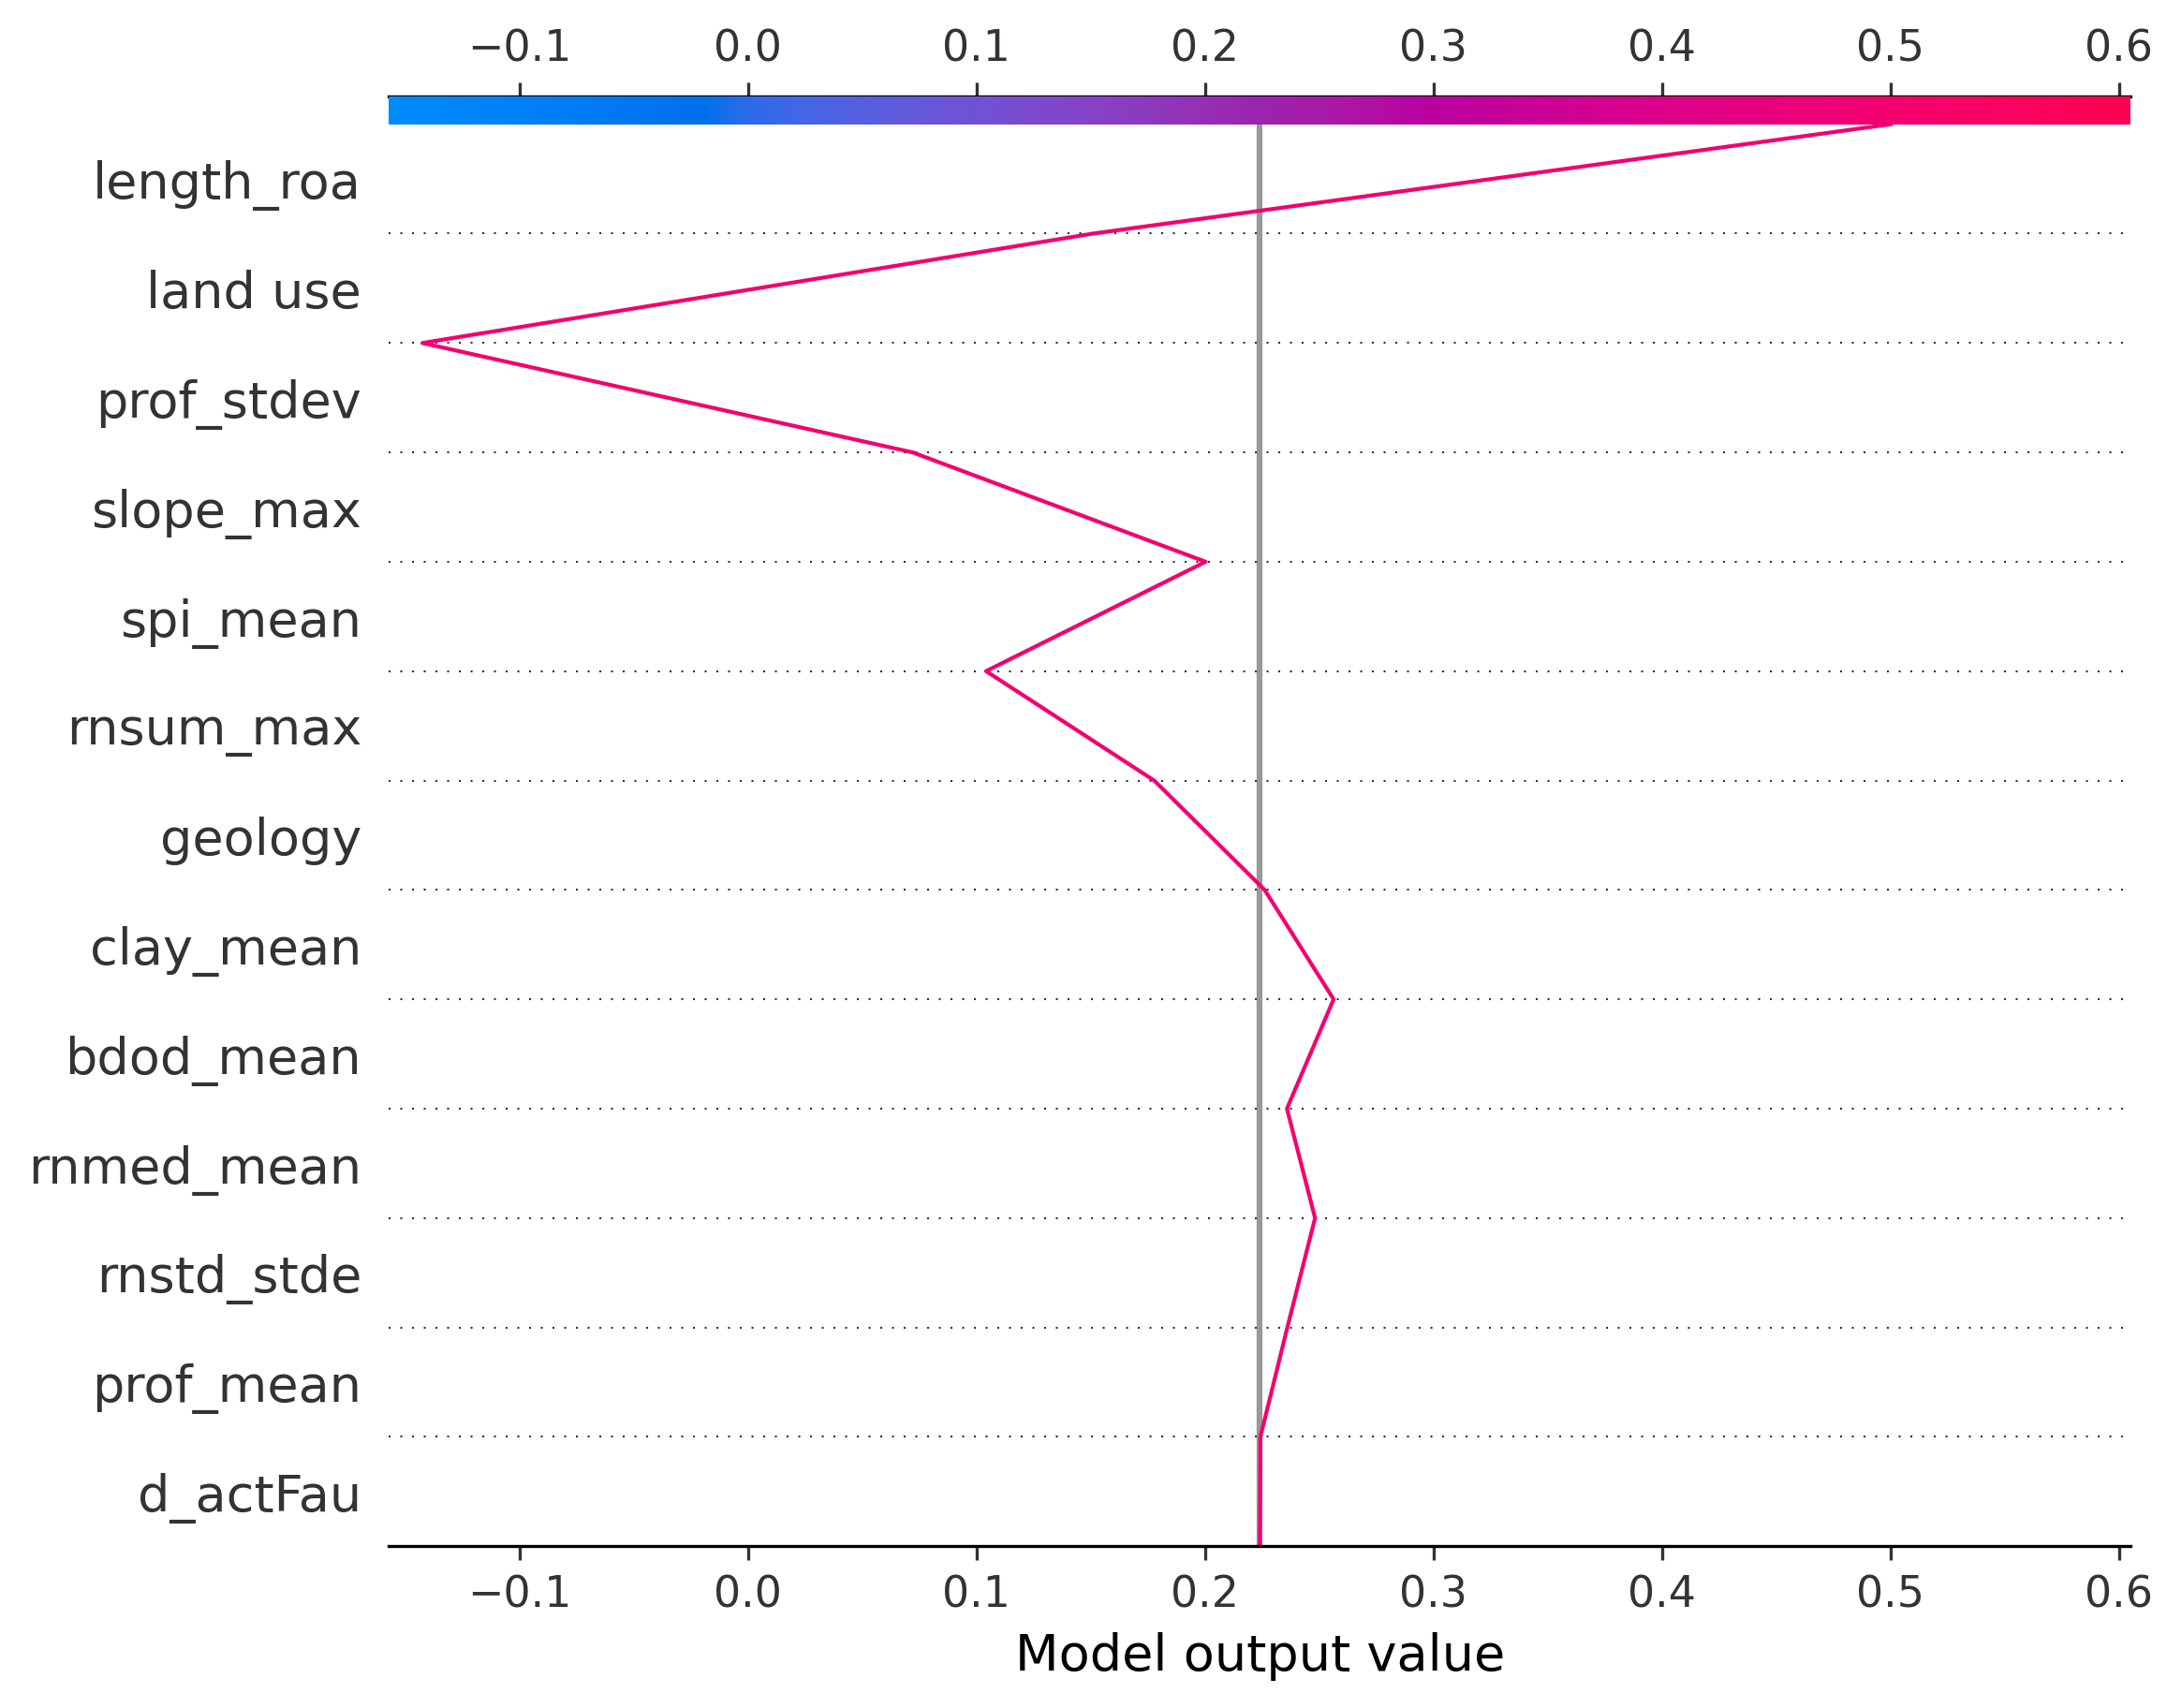 −0.1 0.0 0.1 0.2 0.3 0.4 0.5 0.6
length_roa
land use
prof_stdev
slope_max
spi_mean
rnsum_max
geology
clay_mean
bdod_mean
rnmed_mean
rnstd_stde
prof_mean
d_actFau
−0.1 0.0 0.1 0.2 0.3 0.4 0.5 0.6
Model output value